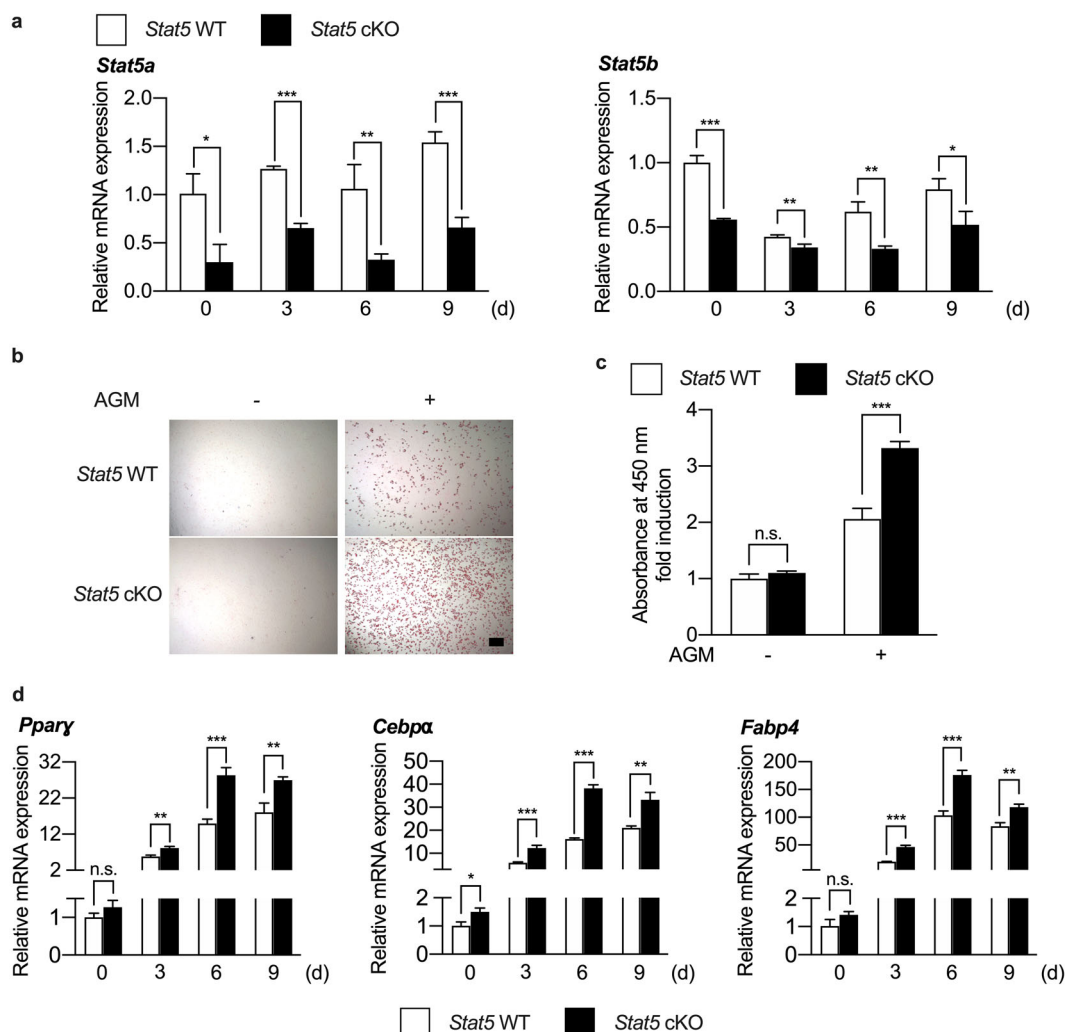 a
Stat5 WT Stat5 cKO
Stat5a
Relative mRNA expression
2.0
1.5
1.0
0.5
0.0
* *** ** ***
0 3 6 9 (d)
Stat5b
Relative mRNA expression
1.5
1.0
0.5
0.0
*** ** ** *
0 3 6 9 (d)
b
AGM - +
Stat5 WT
Stat5 cKO
c
Stat5 WT Stat5 cKO
Absorbance at 450 nm
fold induction
4
3
2
1
0
n.s. ***
AGM - +
d
Pparɣ
Relative mRNA expression
32
22
12
2
1
0
n.s. ** *** **
0 3 6 9 (d)
Cebpα
Relative mRNA expression
50
40
30
20
10
2
1
0
* *** *** **
0 3 6 9 (d)
Fabp4
Relative mRNA expression
200
150
100
50
2
1
0
n.s. *** *** **
0 3 6 9 (d)
Stat5 WT Stat5 cKO